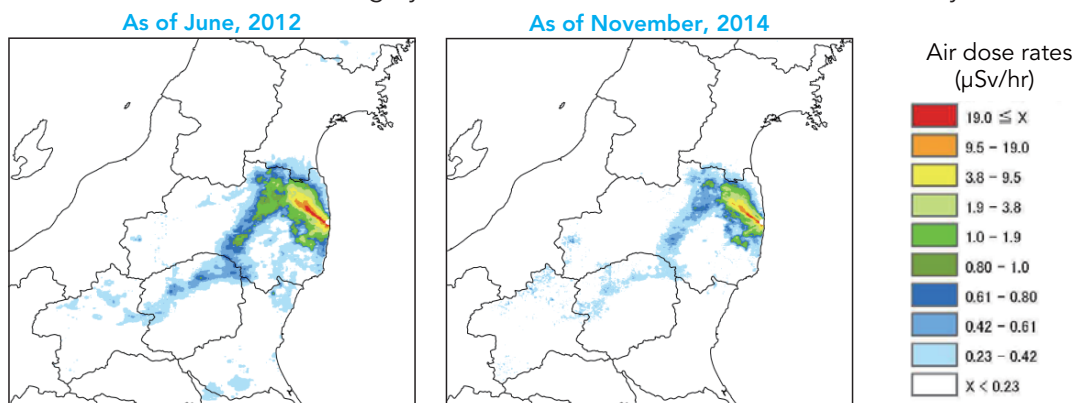 As of June, 2012
As of November, 2014
Air dose rates
(µSv/hr)
19.0 ≦ X
9.5 - 19.0
3.8 - 9.5
1.9 - 3.8
1.0 - 1.9
0.80 - 1.0
0.61 - 0.80
0.42 - 0.61
0.23 - 0.42
X < 0.23